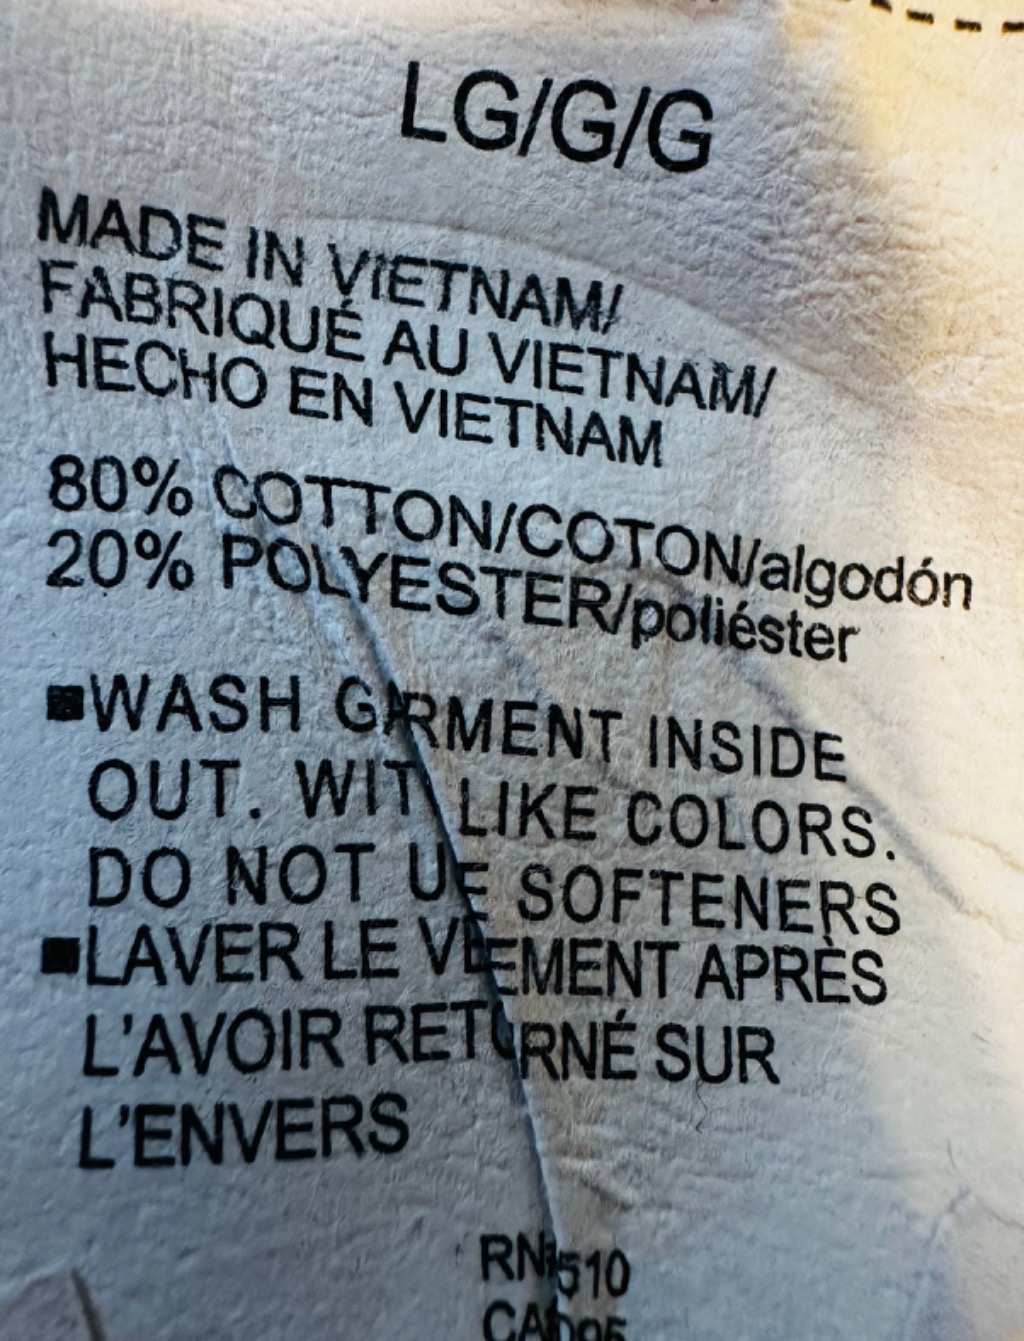 LG/G/G
MADE IN VIETNAM/
FABRIQUÉ AU VIETNAM/
HECHO EN VIETNAM
80% COTTON/COTON/algodón
20% POLYESTER/poliéster
WASH GARMENT INSIDE
OUT. WITH LIKE COLORS.
DO NOT USE SOFTENERS
LAVER LE VÊTEMENT APRÈS
L'AVOIR RETOURNÉ SUR
L'ENVERS
RN